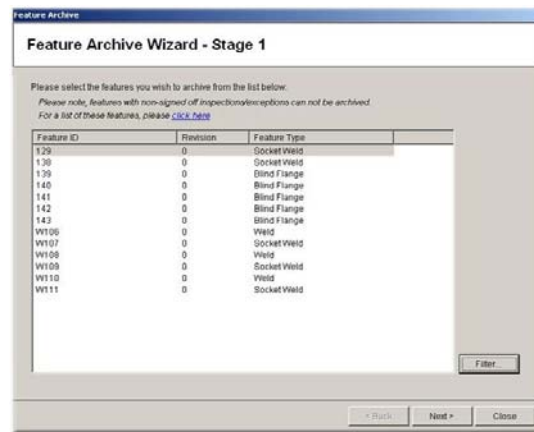 Feature Archive
Feature Archive Wizard - Stage 1
Please select the features you wish to archive from the list below.
Please note, features with non-signed off inspections/exceptions can not be archived.
For a list of these features, please click here
Feature ID Revision Feature Type
129 0 Socket Weld
138 0 Socket Weld
139 0 Blind Flange
140 0 Blind Flange
141 0 Blind Flange
142 0 Blind Flange
143 0 Blind Flange
W106 0 Weld
W107 0 Socket Weld
W108 0 Weld
W109 0 Socket Weld
W110 0 Weld
W111 0 Socket Weld
Filter...
< Back Next > Close